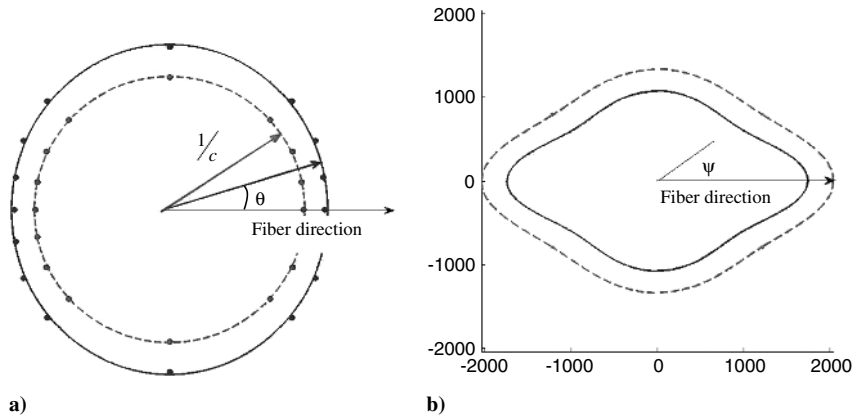 1/c
θ
Fiber direction
a)
2000
1000
0
-1000
-2000
ψ
Fiber direction
-2000 -1000 0 1000 2000
b)